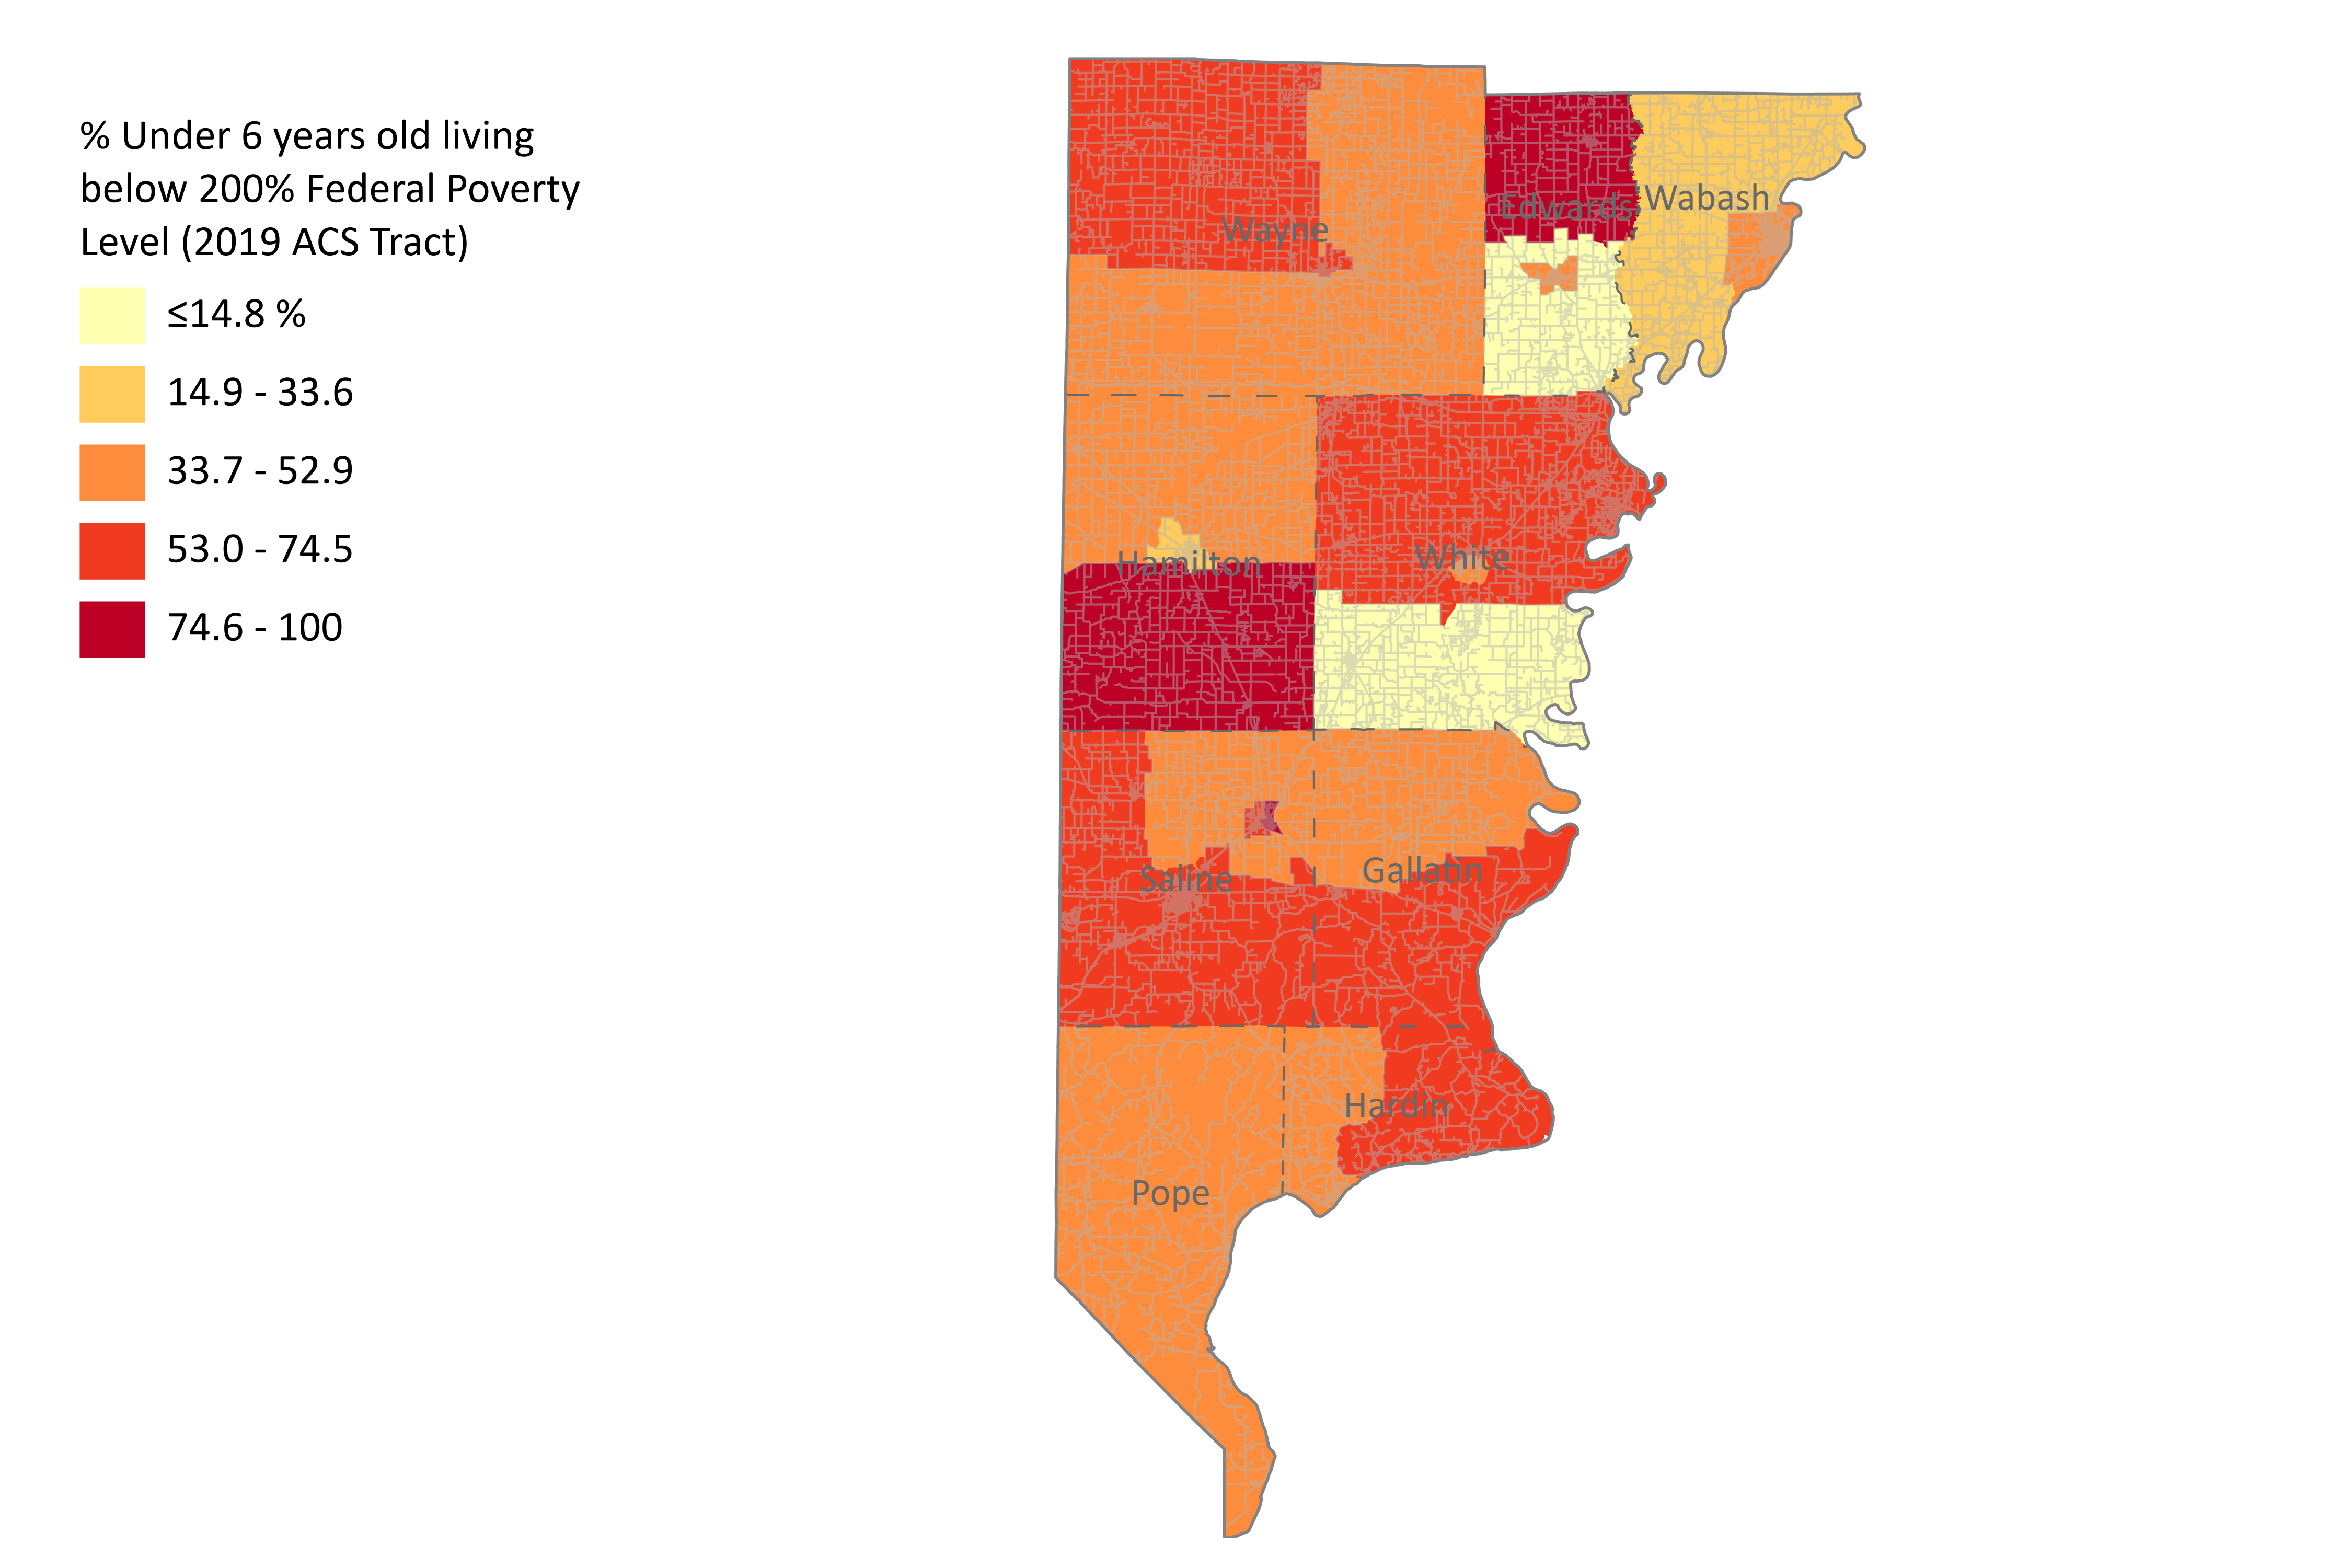 % Under 6 years old living
below 200% Federal Poverty
Level (2019 ACS Tract)
≤14.8 %
14.9 - 33.6
33.7 - 52.9
53.0 - 74.5
74.6 - 100
Wayne
Edwards
Wabash
Hamilton
White
Saline
Gallatin
Hardin
Pope